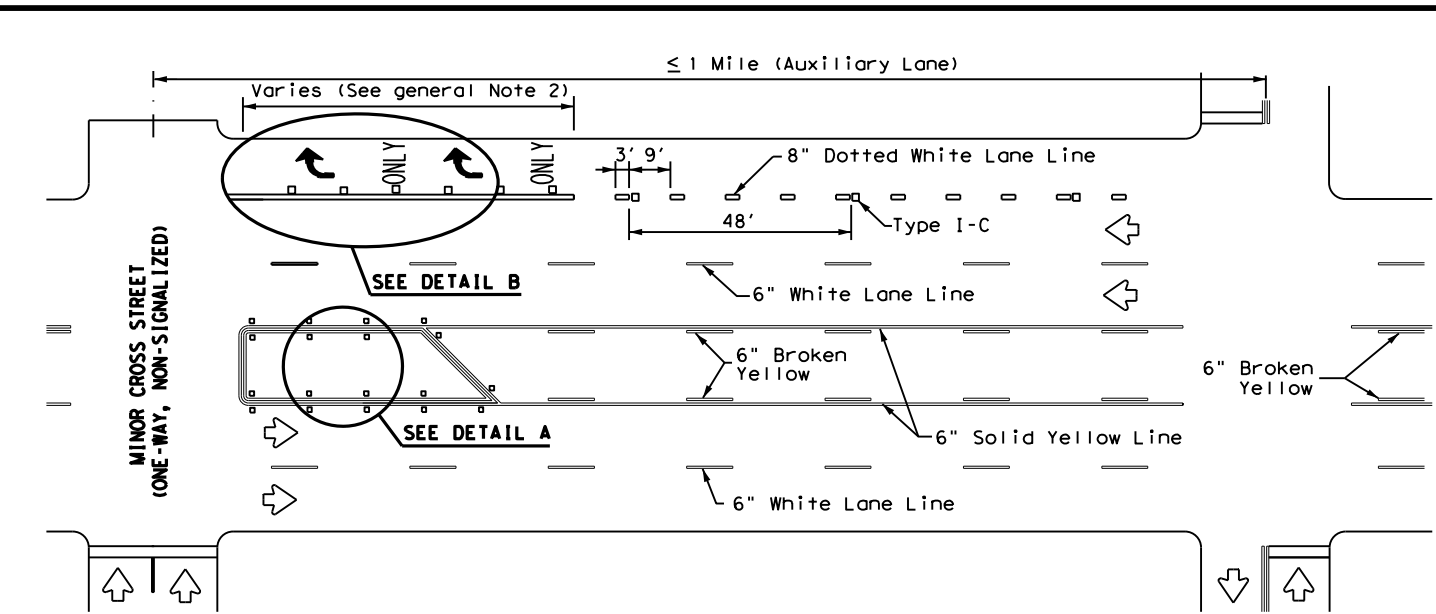 ≤ 1 Mile (Auxiliary Lane)
Varies (See general Note 2)
ONLY
ONLY
3' 9'
8" Dotted White Lane Line
48'
Type I-C
SEE DETAIL B
6" White Lane Line
MINOR CROSS STREET
(ONE-WAY, NON-SIGNALIZED)
6" Broken
Yellow
6" Broken
Yellow
SEE DETAIL A
6" Solid Yellow Line
6" White Lane Line